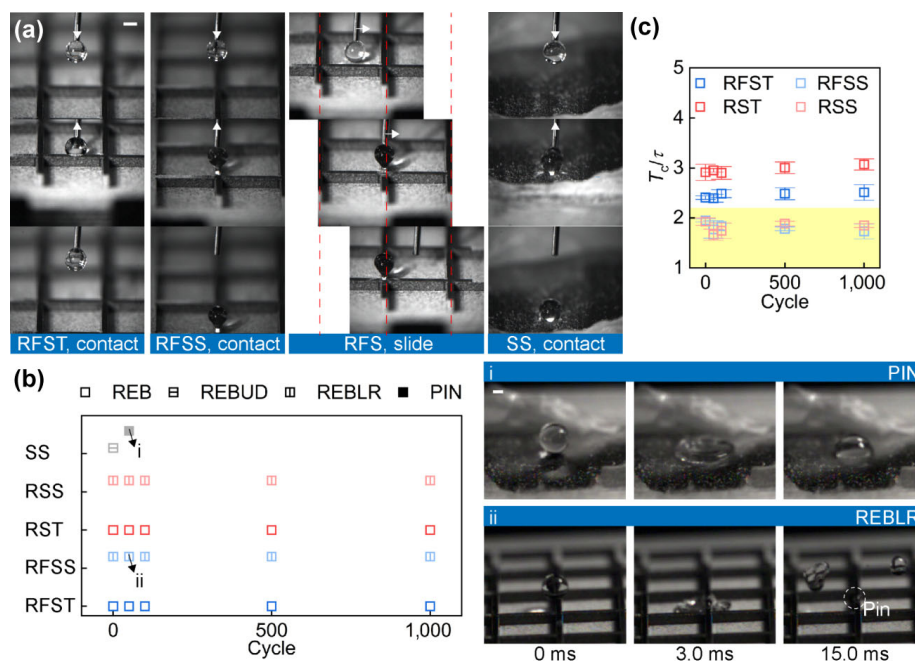 (a)
RFST, contact
RFSS, contact
RFS, slide
SS, contact
(c)
5
4
3
2
1
Tc/τ
RFST
RFSS
RST
RSS
0
500
1,000
Cycle
(b)
REB
REBUD
REBLR
PIN
SS
RSS
RST
RFSS
RFST
i
ii
0
500
1,000
Cycle
i
PIN
ii
REBLR
Pin
0 ms
3.0 ms
15.0 ms